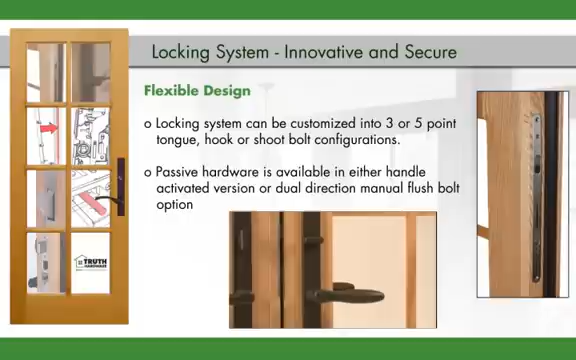 Locking System - Innovative and Secure
Flexible Design
o Locking system can be customized into 3 or 5 point
tongue, hook or shoot bolt configurations.
o Passive hardware is available in either handle
activated version or dual direction manual flush bolt
option
TRUTH
HARDWARE